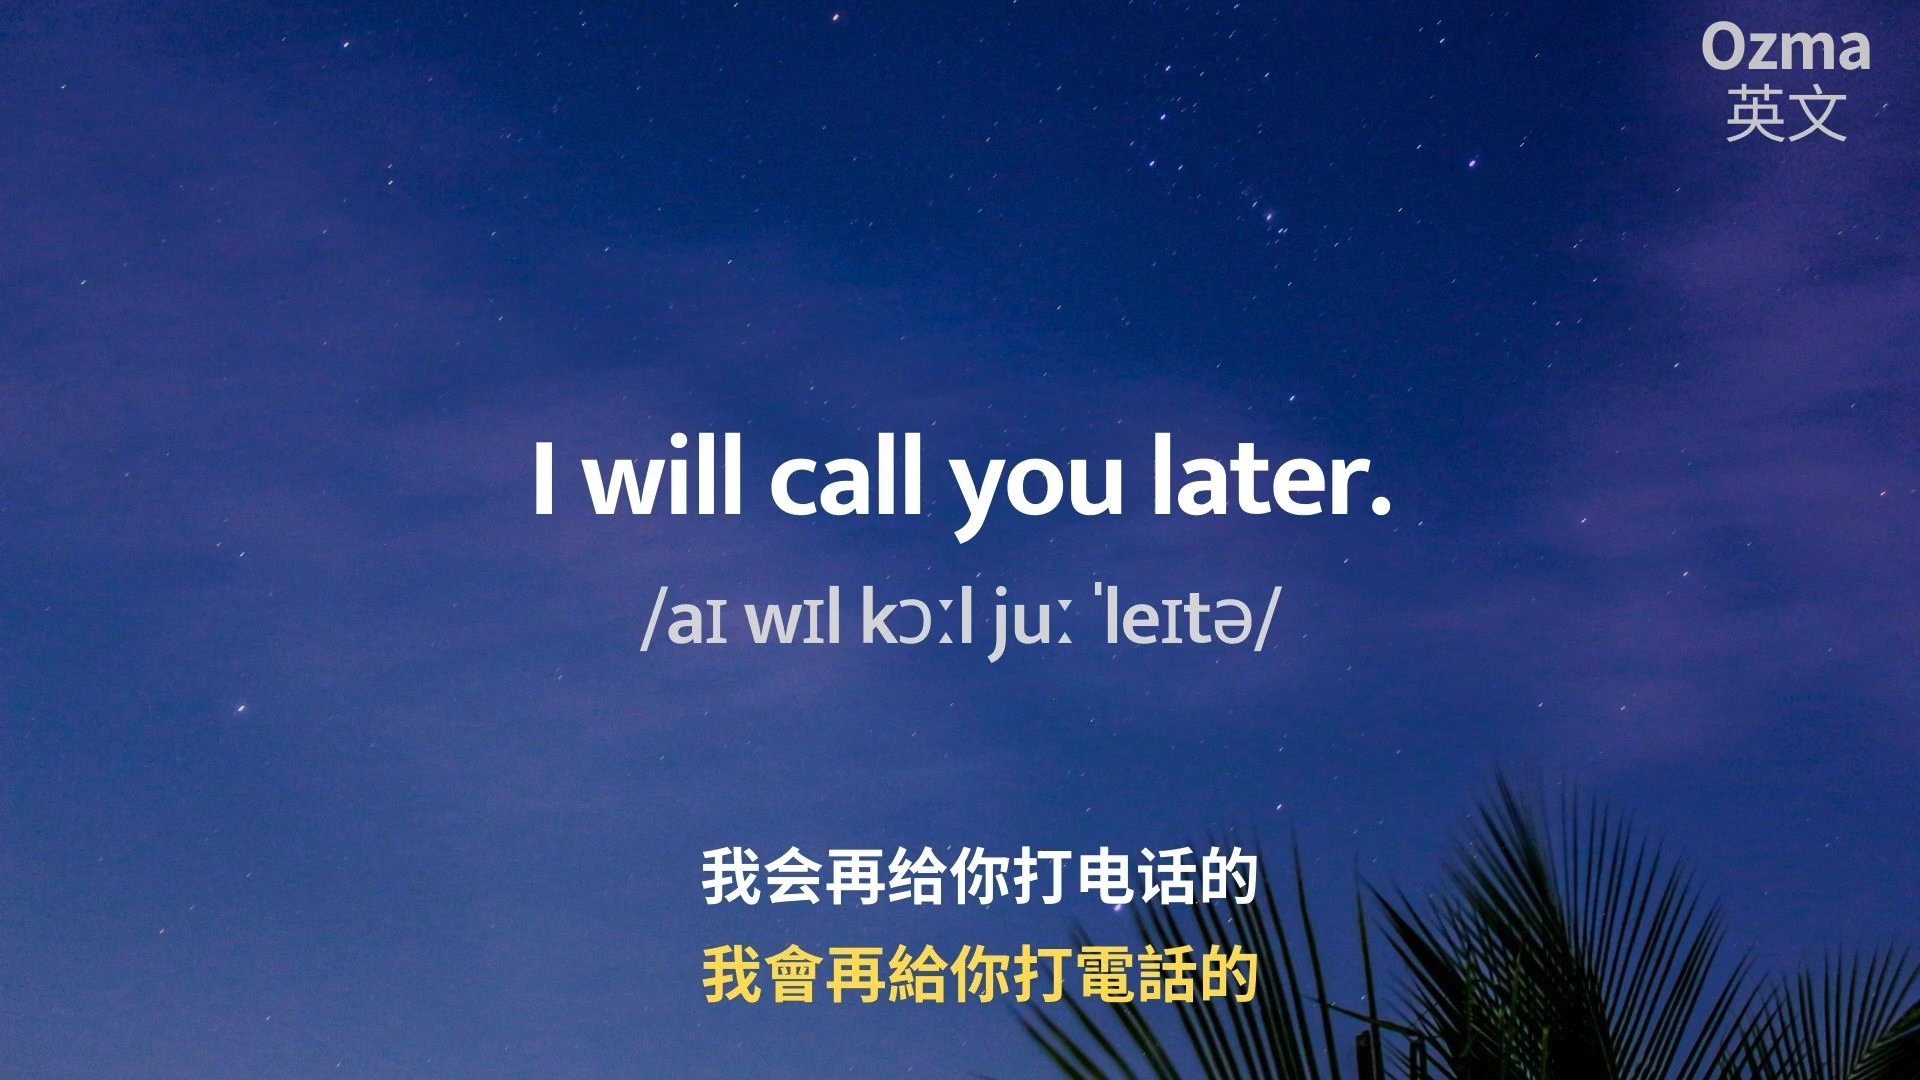 Ozma
英文
I will call you later.
/aɪ wɪl kɔːl juː ˈleɪtə/
我会再给你打电话的
我會再給你打電話的